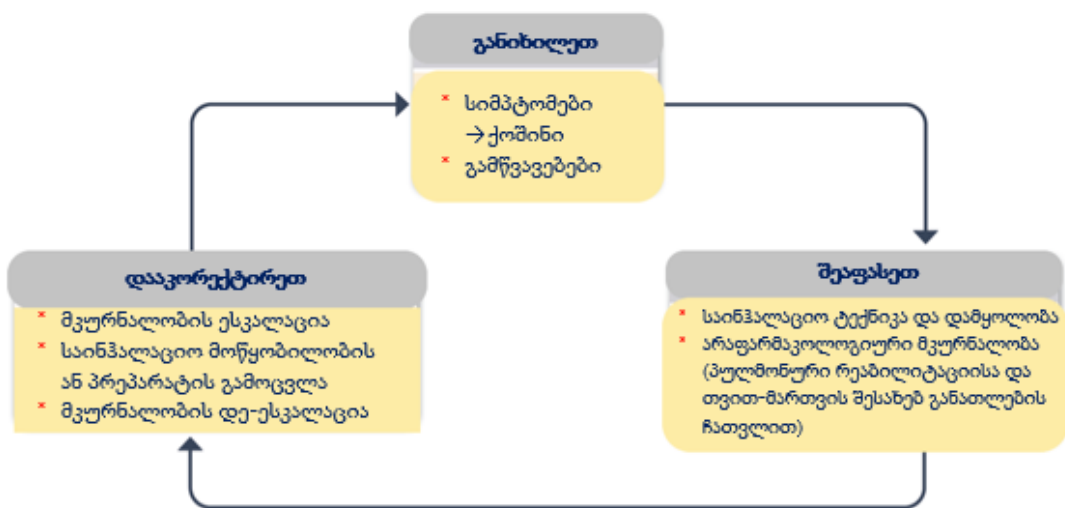 განიხილეთ
* სიმპტომები
→ ქოშინი
* გამწვავებები
შეაფასეთ
* საინჰალაციო ტექნიკა და დამყოლობა
* არაფარმაკოლოგიური მკურნალობა
(პულმონური რეაბილიტაციისა და
თვით-მართვის შესახებ განათლების
ჩათვლით)
დააკორექტირეთ
* მკურნალობის ესკალაცია
* საინჰალაციო მოწყობილობის
ან პრეპარატის გამოცვლა
* მკურნალობის დე-ესკალაცია